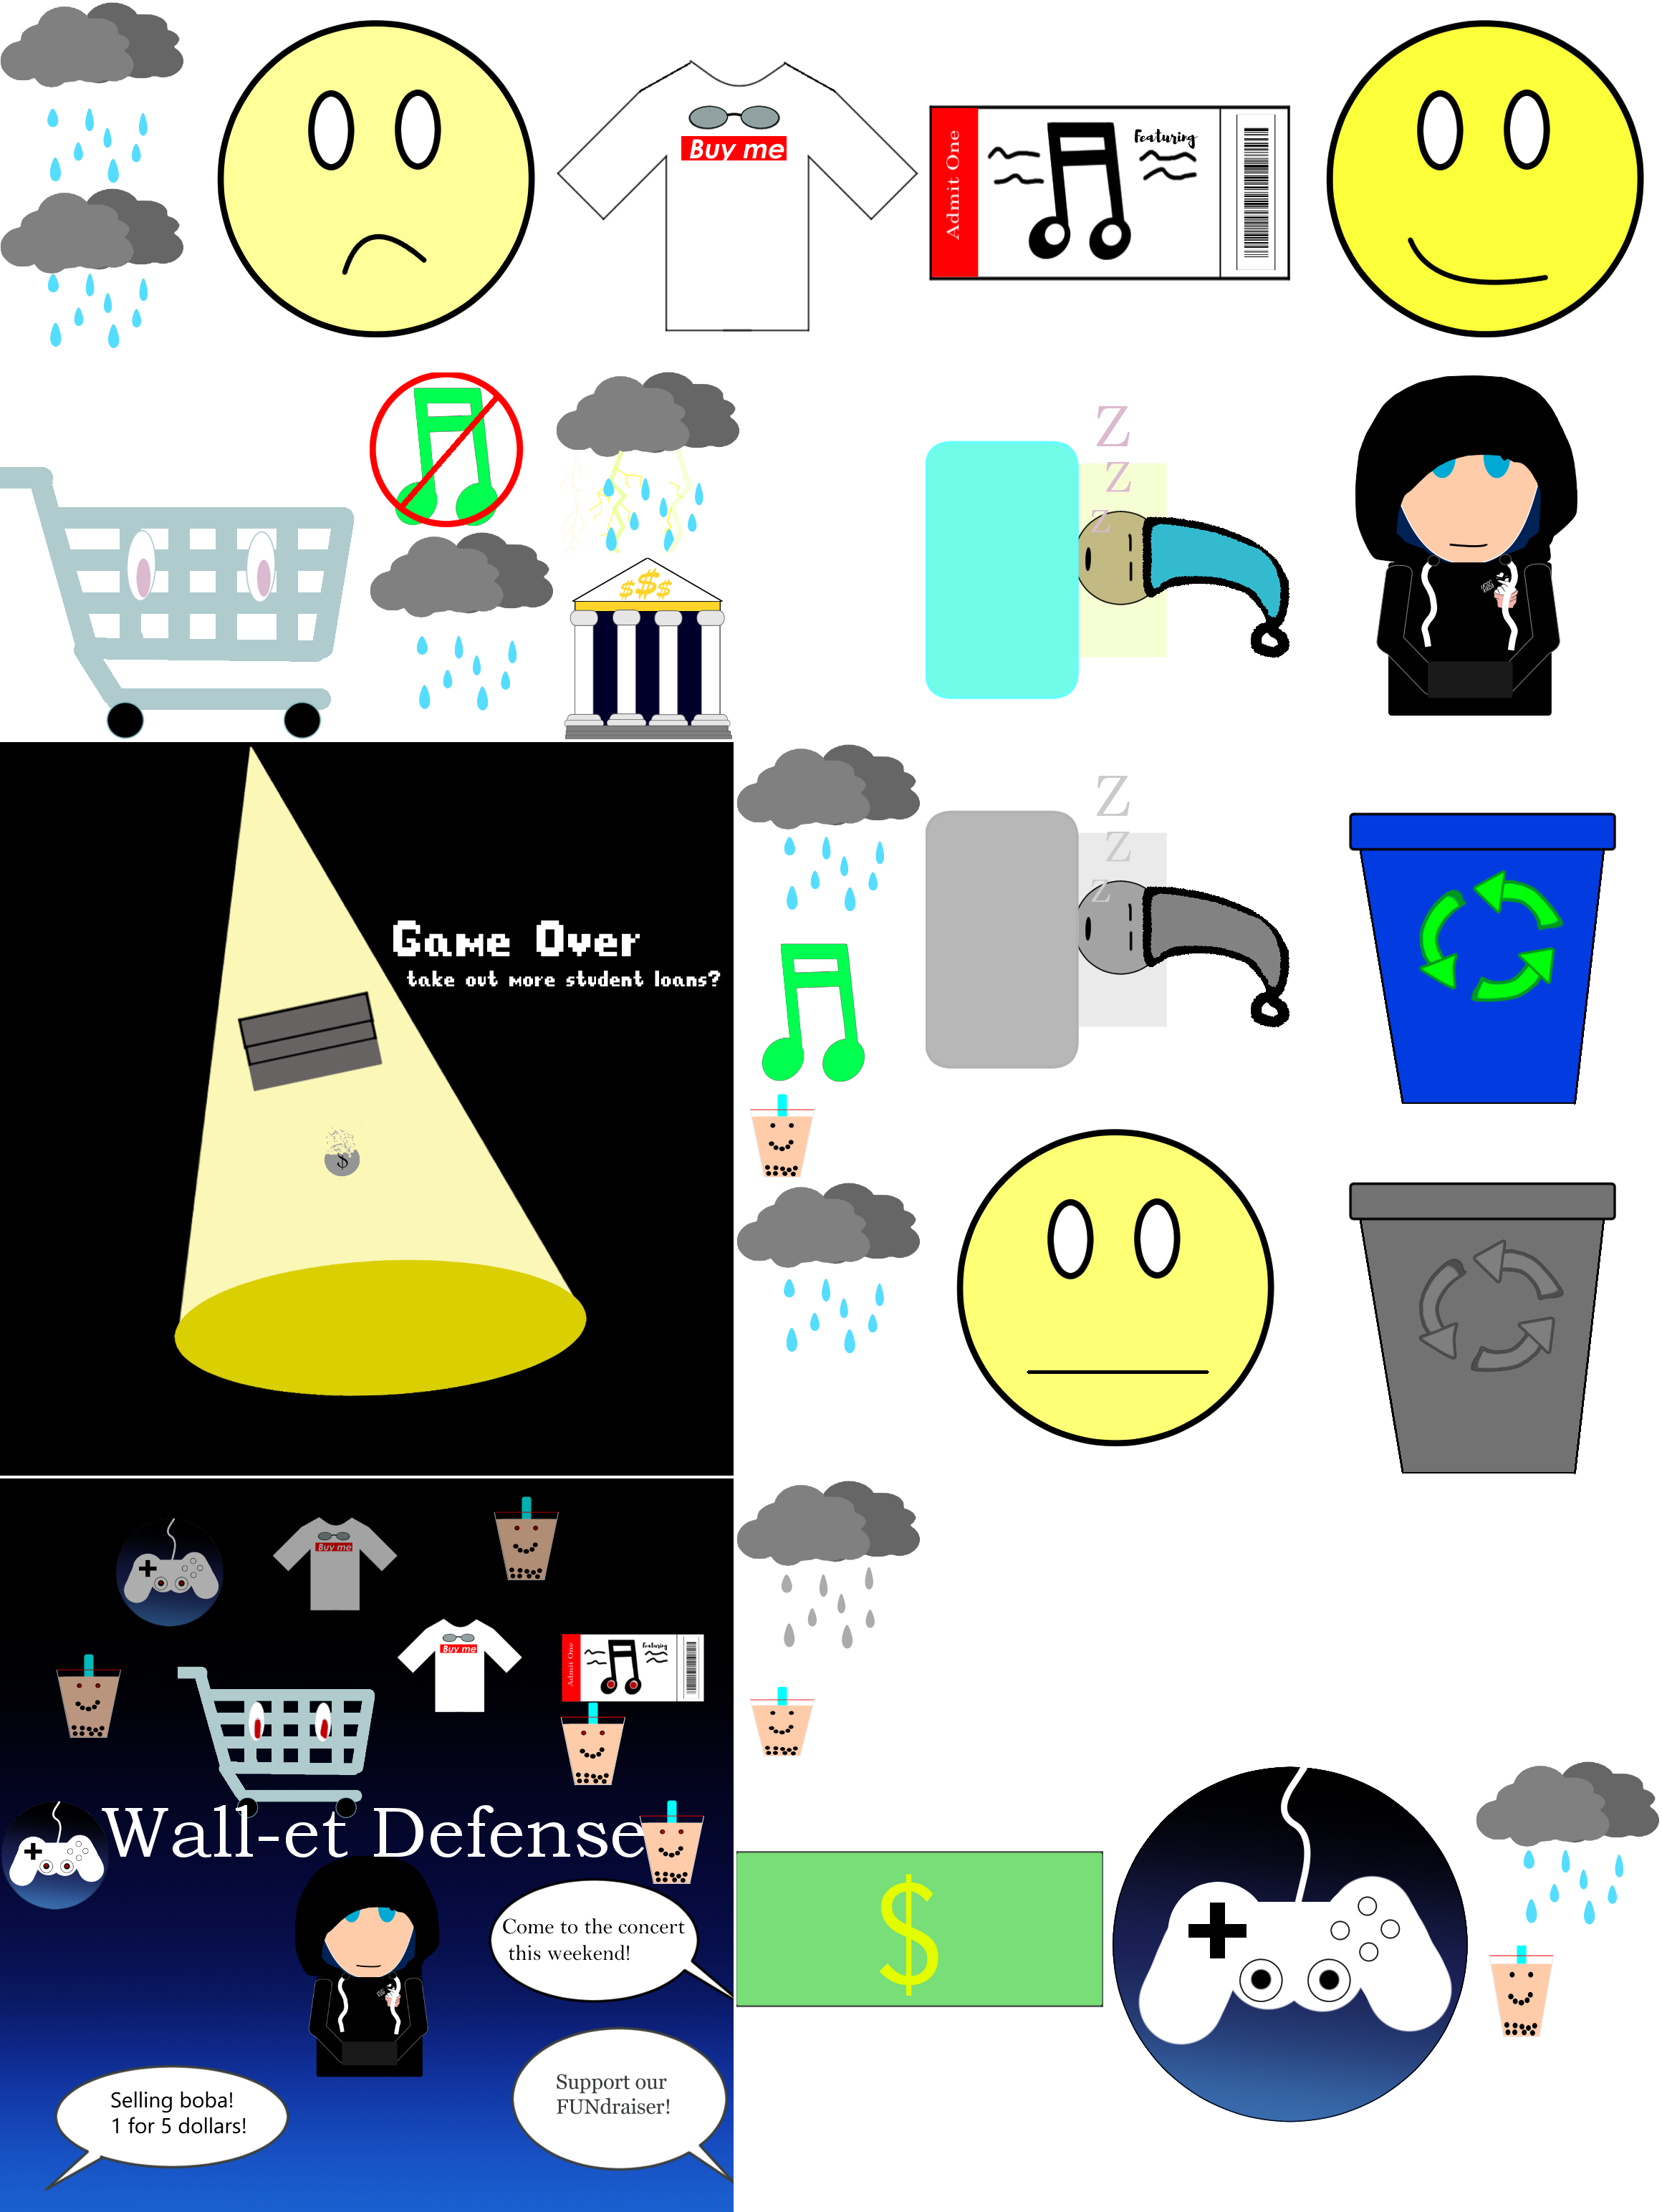 Buy me
Admit One
Featuring
$$$
Z
Z
Z
Game Over
take out more student loans?
$
Z
Z
Z
Buy me
Buy me
Admit One
Featuring
Wall-et Defense
Come to the concert
this weekend!
Support our
FUNdraiser!
Selling boba!
1 for 5 dollars!
$